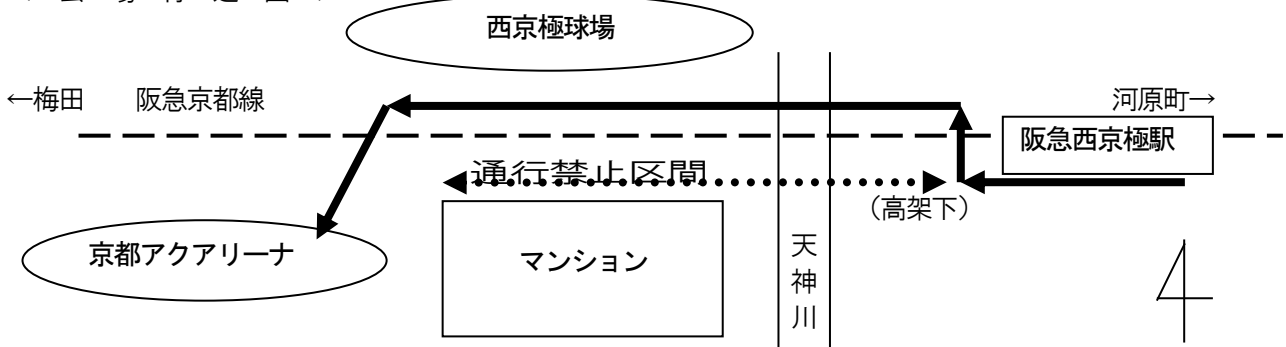 西京極球場
←梅田 阪急京都線 河原町→
阪急西京極駅
通行禁止区間
(高架下)
京都アクアリーナ
マンション
天神川